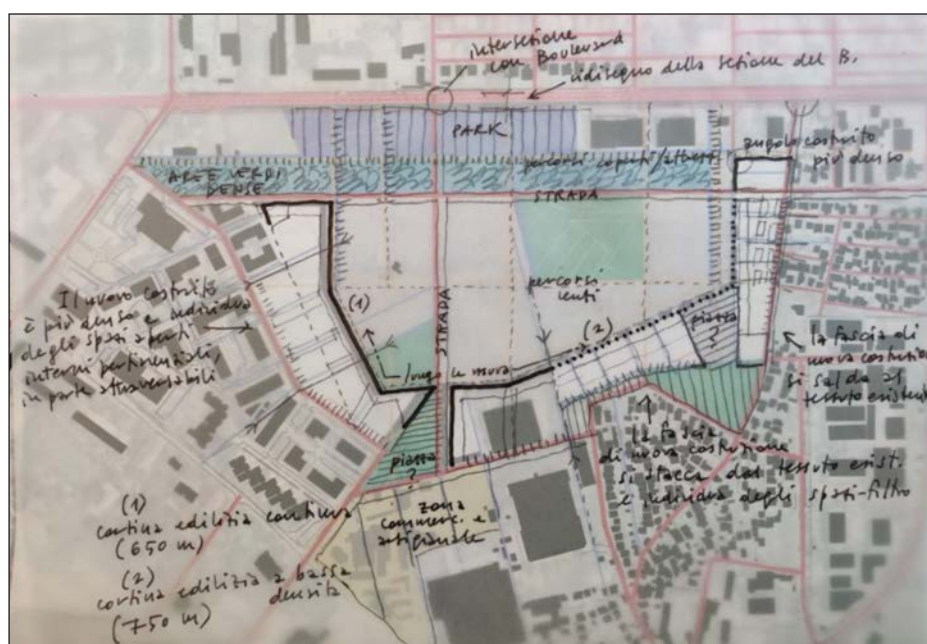 intersezione
con Boulevard
ridisegno della sezione del B.
PARK
percorsi coperti/alberati
angolo costruito
più denso
AREE VERDI
DENSE
STRADA
Il nuovo costruito
è più denso e individua
degli spazi aperti
interni pertinenziali,
in parte attraversabili
(1)
STRADA
percorsi
lenti
(2)
piazza
?
la fascia di
nuova costruzione
si salda al
tessuto esistente
lungo le mura
la fascia
di nuova costruzione
si stacca dal tessuto esist.
e individua degli spazi-filtro
piazza
?
zona
commerc. e
artigianale
(1)
cortina edilizia continua
(650 m)
(2)
cortina edilizia a bassa
densità
(750 m)